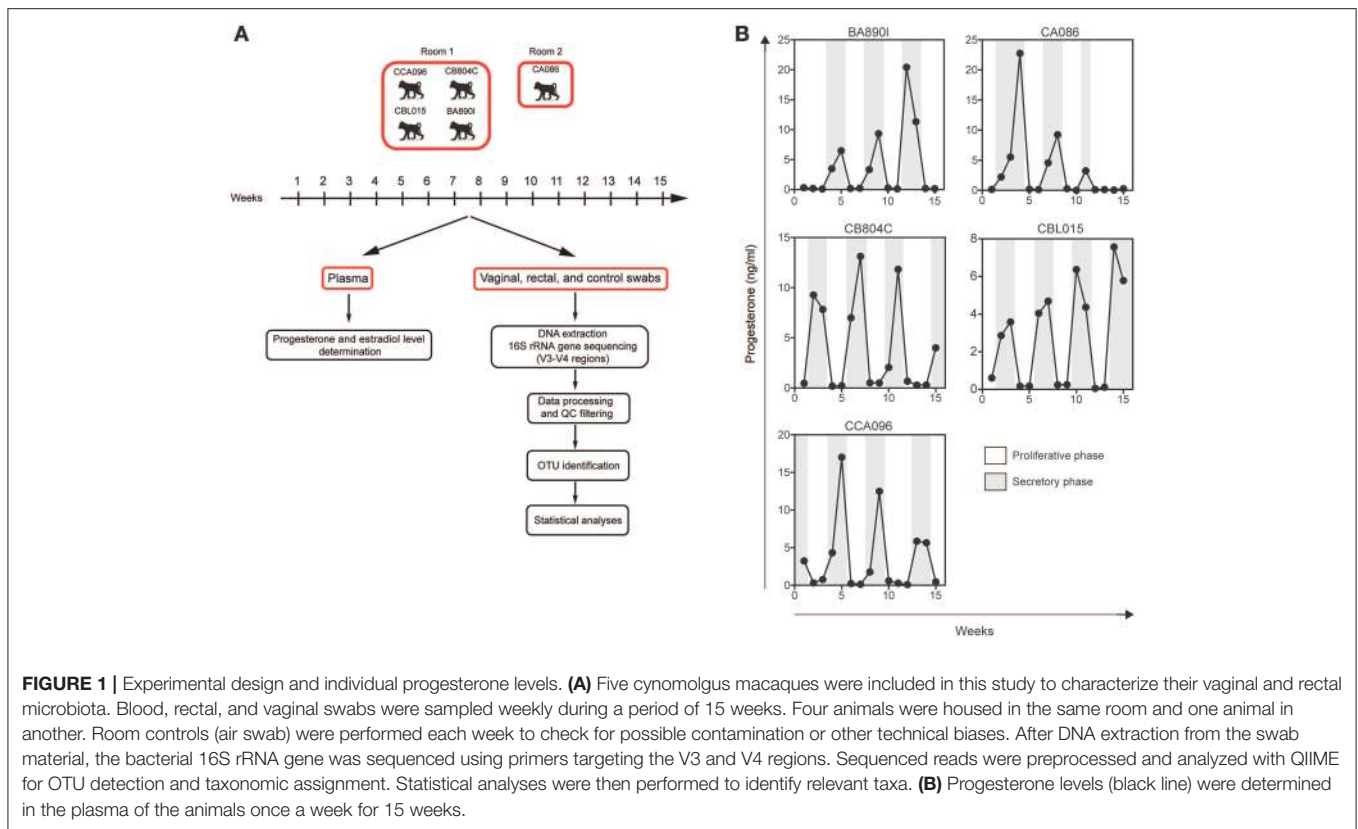 A
Room 1
Room 2
CCA096
CB804C
CA086
CBL015
BA890I
Weeks
1 2 3 4 5 6 7 8 9 10 11 12 13 14 15
Plasma
Vaginal, rectal, and control swabs
Progesterone and estradiol level
determination
DNA extraction
16S rRNA gene sequencing
(V3-V4 regions)
Data processing
and QC filtering
OTU identification
Statistical analyses
B
Progesterone (ng/ml)
BA890I
25
20
15
10
5
0
0 5 10 15
CA086
25
20
15
10
5
0
0 5 10 15
CB804C
15
10
5
0
0 5 10 15
CBL015
8
6
4
2
0
0 5 10 15
CCA096
20
15
10
5
0
0 5 10 15
Proliferative phase
Secretory phase
Weeks
FIGURE 1 | Experimental design and individual progesterone levels. (A) Five cynomolgus macaques were included in this study to characterize their vaginal and rectal
microbiota. Blood, rectal, and vaginal swabs were sampled weekly during a period of 15 weeks. Four animals were housed in the same room and one animal in
another. Room controls (air swab) were performed each week to check for possible contamination or other technical biases. After DNA extraction from the swab
material, the bacterial 16S rRNA gene was sequenced using primers targeting the V3 and V4 regions. Sequenced reads were preprocessed and analyzed with QIIME
for OTU detection and taxonomic assignment. Statistical analyses were then performed to identify relevant taxa. (B) Progesterone levels (black line) were determined
in the plasma of the animals once a week for 15 weeks.